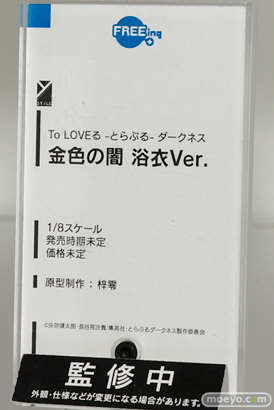 FREEing
Y STYLE
To LOVEる -とらぶる- ダークネス
金色の闇 浴衣Ver.
1/8スケール
発売時期未定
価格未定
原型制作：梓零
©矢吹健太朗・長谷見沙貴/集英社・とらぶるダークネス製作委員会
監修中
外観・仕様などが変更になる場合があります。
www.moeyo.com